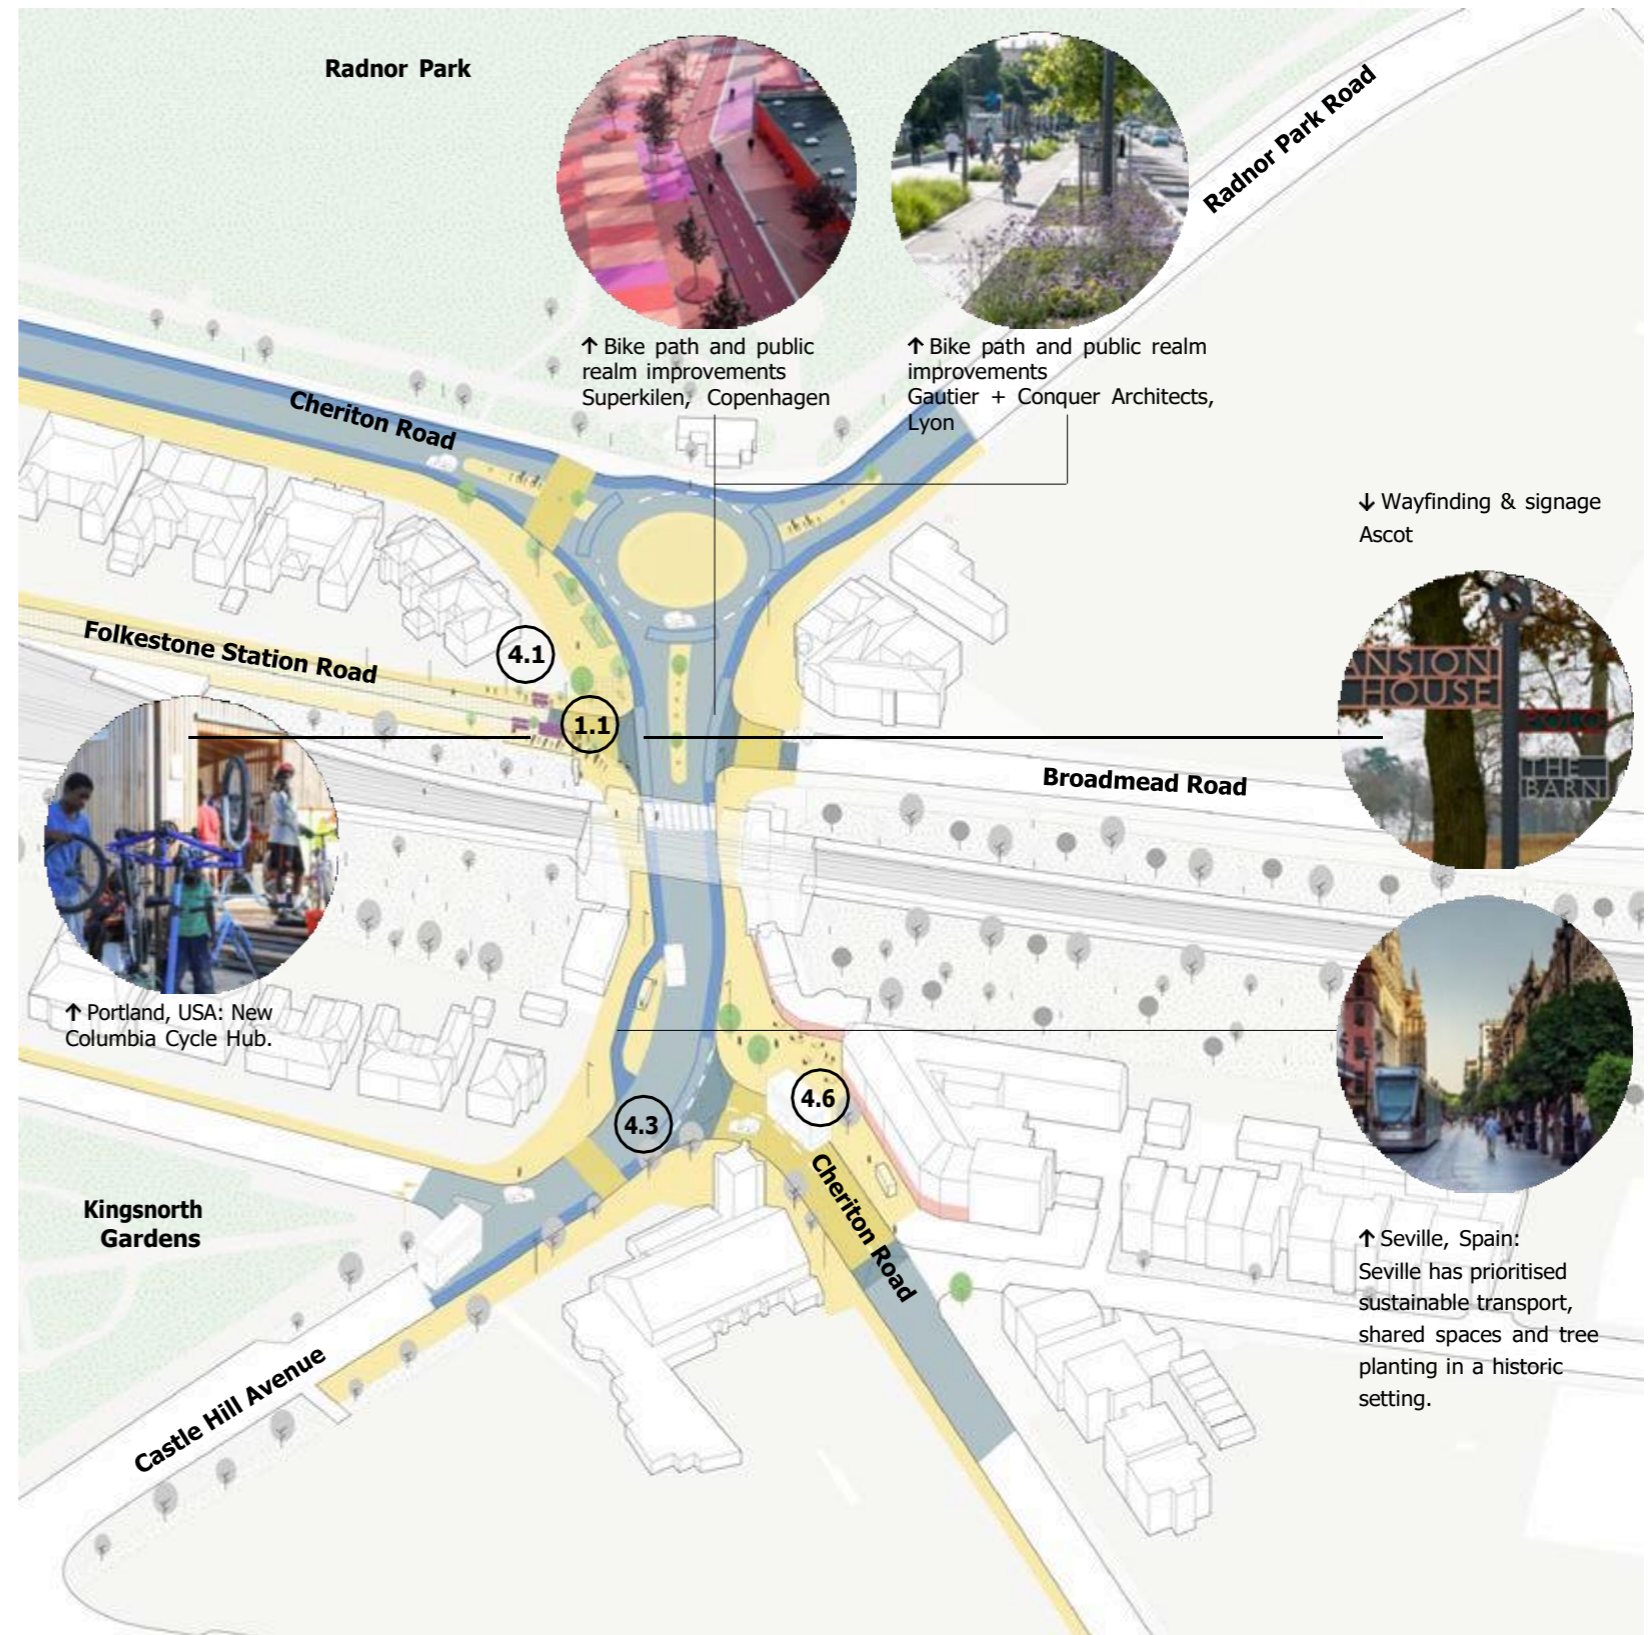 Radnor Park
Radnor Park Road
↑ Bike path and public
realm improvements
Superkilen, Copenhagen
↑ Bike path and public realm
improvements
Gautier + Conquer Architects,
Lyon
Cheriton Road
↓ Wayfinding & signage
Ascot
ANSION
HOUSE
POLO
THE
BARN
Folkestone Station Road
4.1
1.1
Broadmead Road
↑ Portland, USA: New
Columbia Cycle Hub.
4.3
4.6
Cheriton Road
Kingsnorth
Gardens
↑ Seville, Spain:
Seville has prioritised
sustainable transport,
shared spaces and tree
planting in a historic
setting.
Castle Hill Avenue